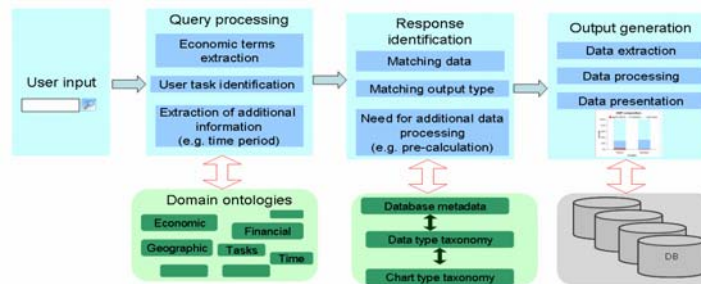 User input
Query processing
Economic terms
extraction
User task identification
Extraction of additional
information
(e.g. time period)
Response
identification
Matching data
Matching output type
Need for additional data
processing
(e.g. pre-calculation)
Output generation
Data extraction
Data processing
Data presentation
Domain ontologies
Economic
Financial
Geographic
Tasks
Time
Database metadata
Data type taxonomy
Chart type taxonomy
DB